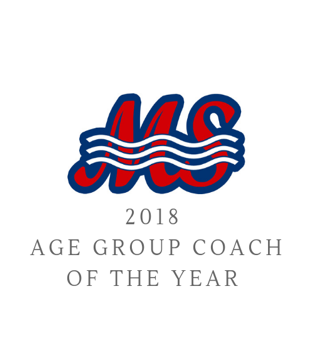 MS
2018
AGE GROUP COACH
OF THE YEAR